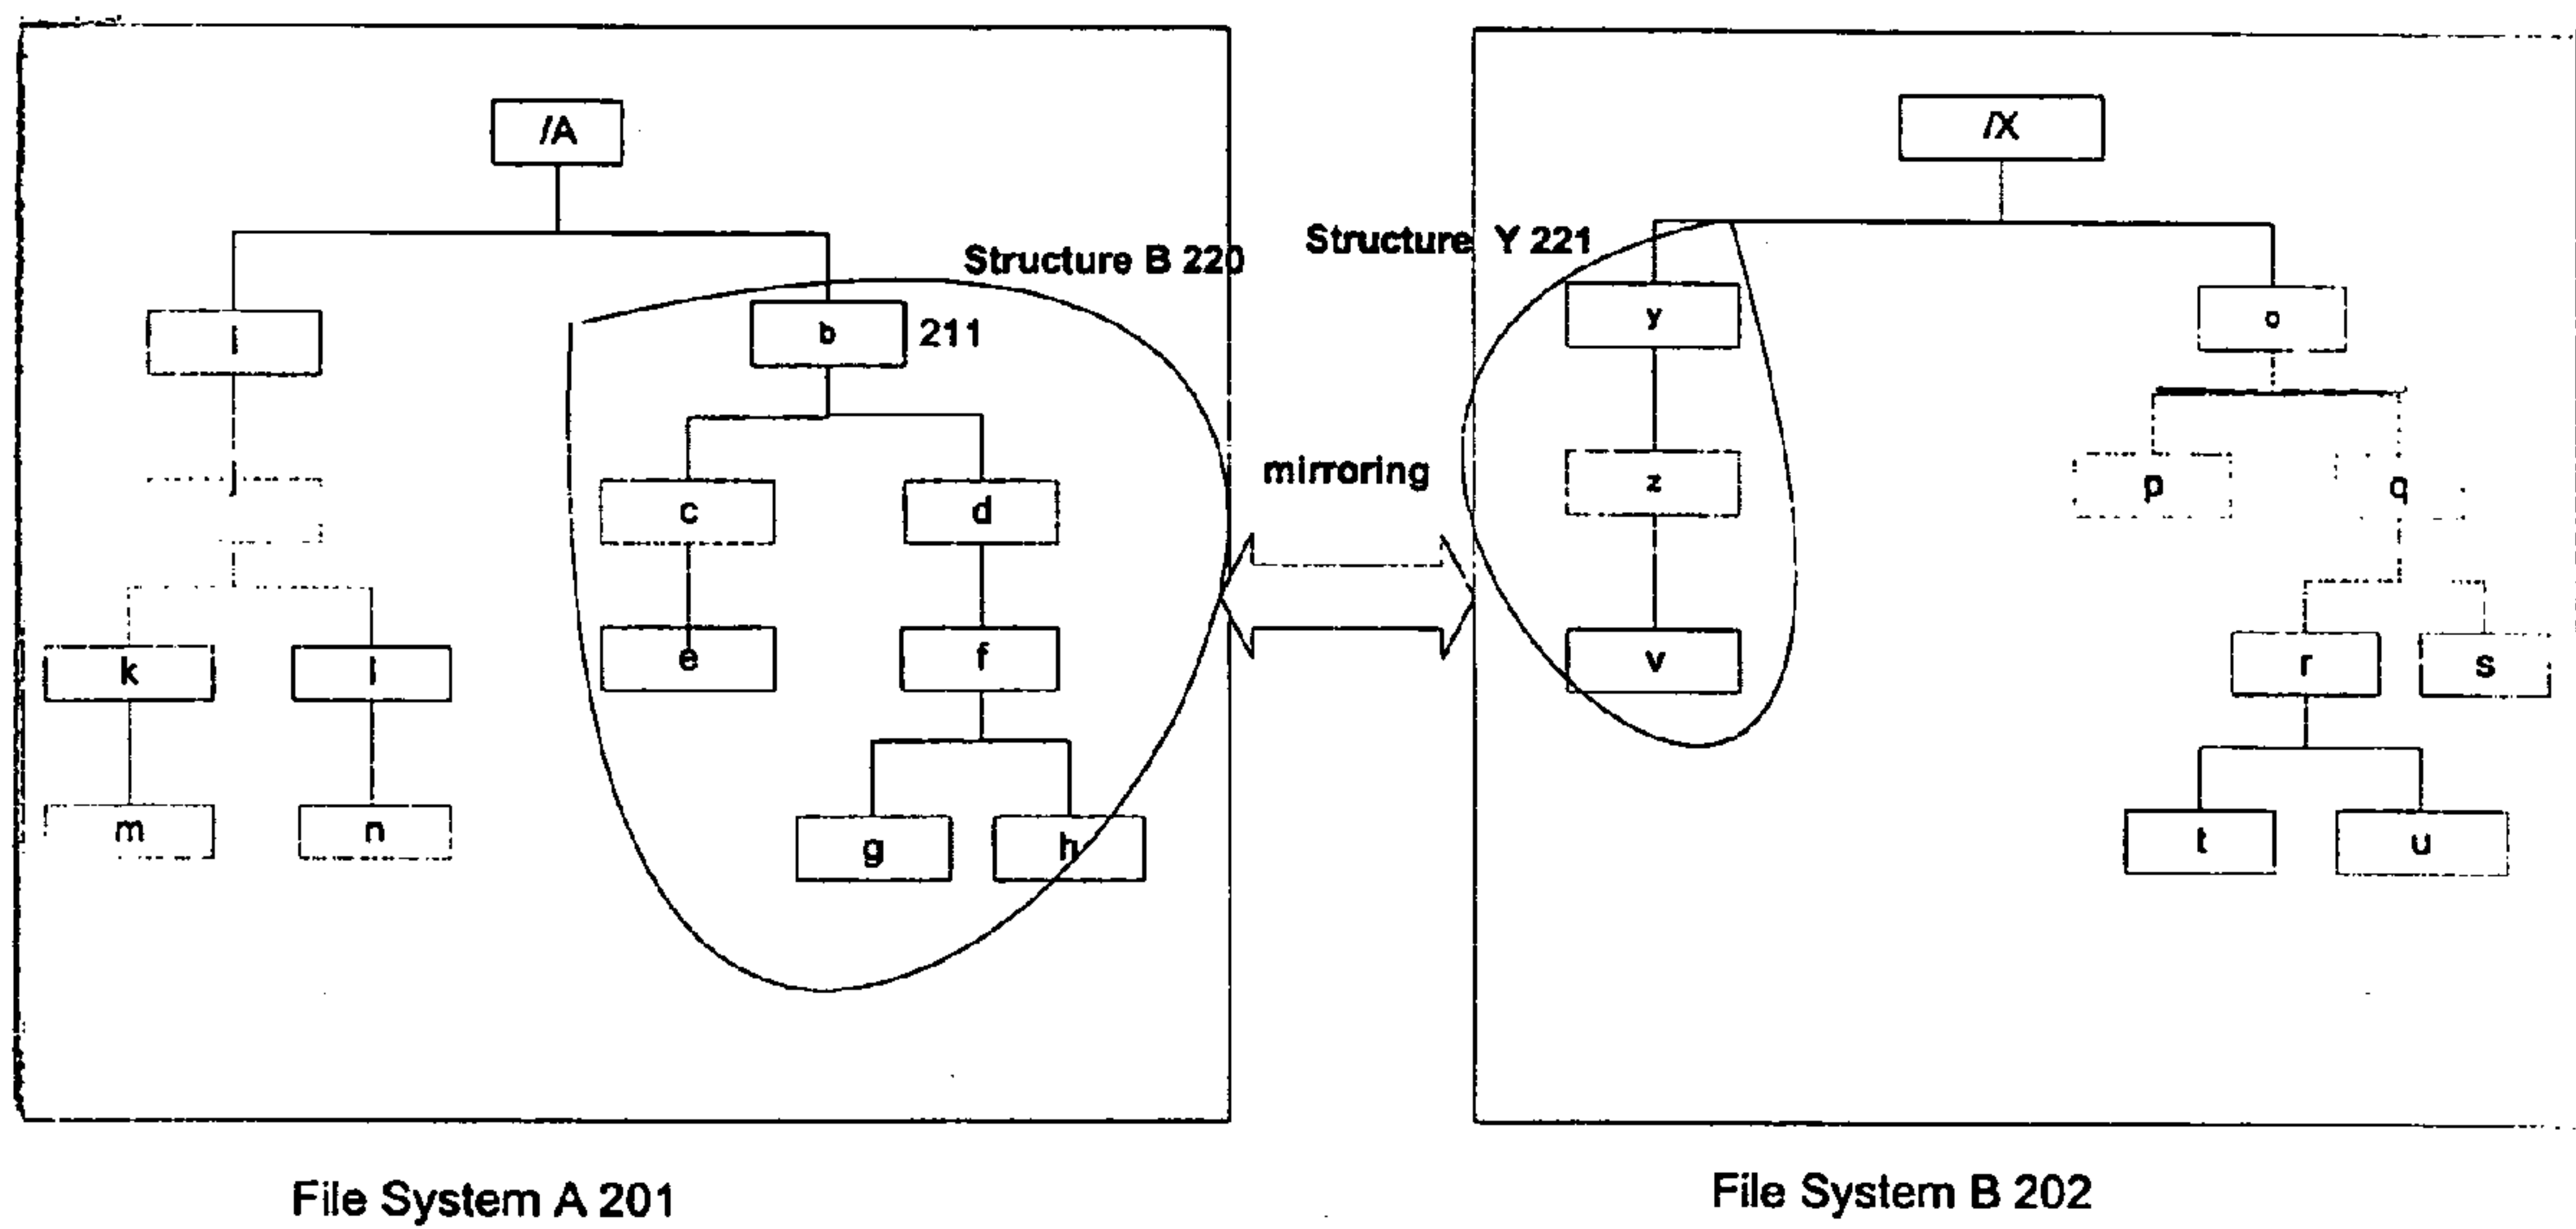 /A
/X
Structure B 220
Structure Y 221
b
211
y
o
c
d
mirroring
z
p
q
e
f
k
l
v
r
s
g
h
m
n
t
u
File System A 201
File System B 202